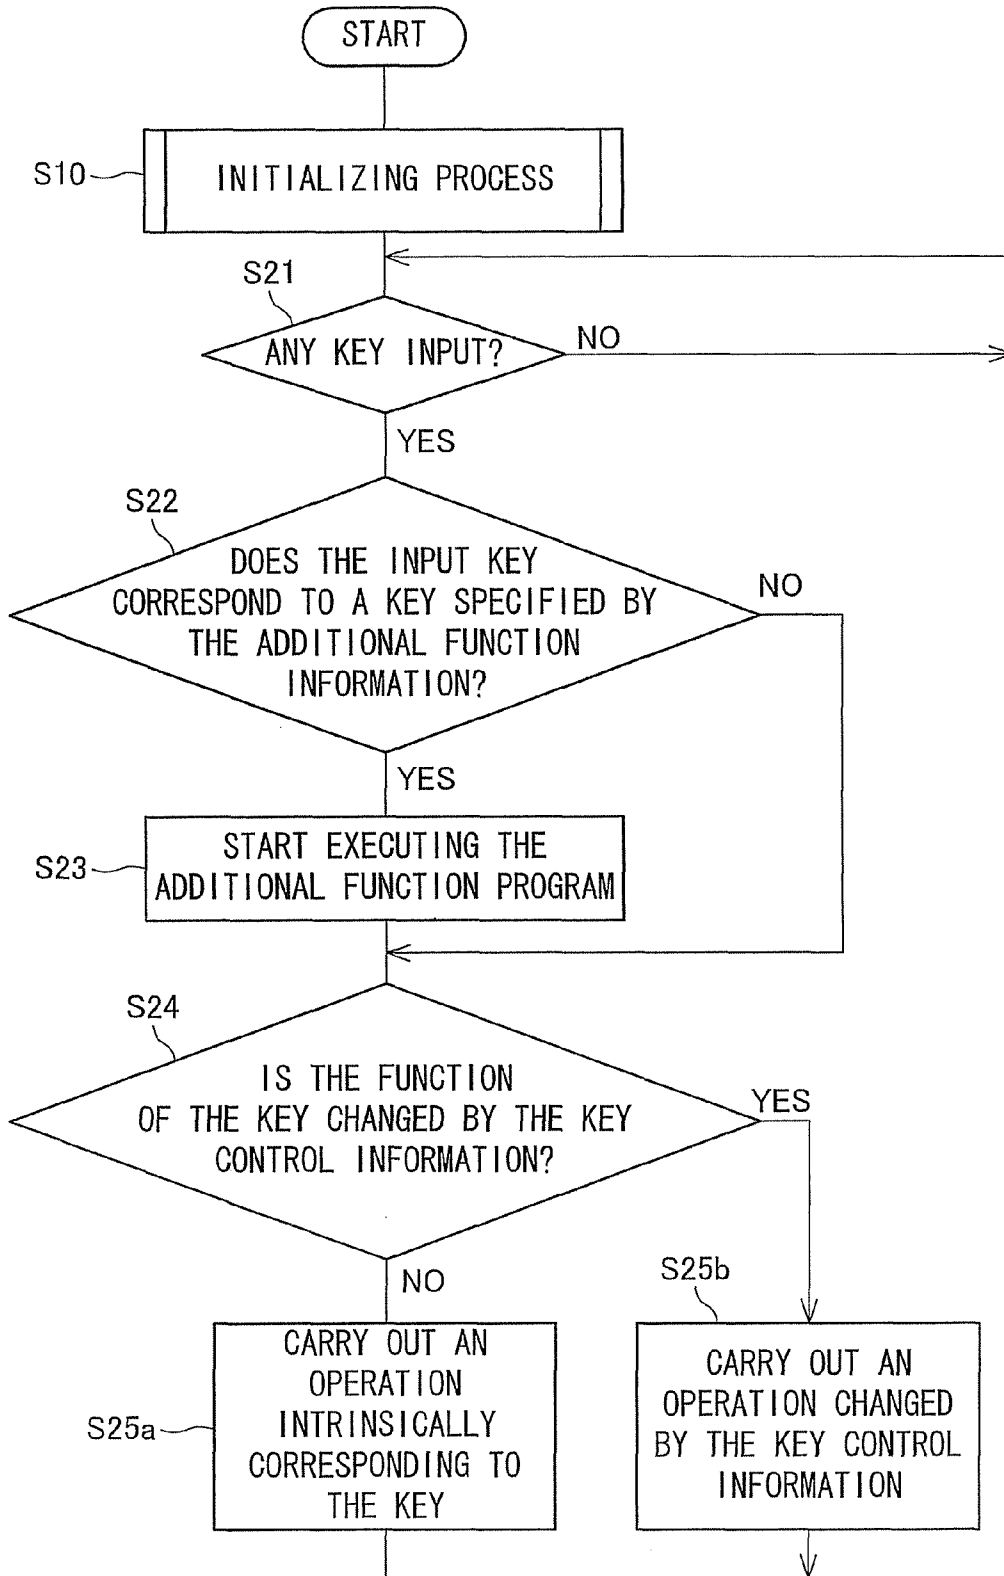 START
S10
INITIALIZING PROCESS
S21
ANY KEY INPUT?
NO
YES
S22
DOES THE INPUT KEY
CORRESPOND TO A KEY SPECIFIED BY
THE ADDITIONAL FUNCTION
INFORMATION?
NO
YES
S23
START EXECUTING THE
ADDITIONAL FUNCTION PROGRAM
S24
IS THE FUNCTION
OF THE KEY CHANGED BY THE KEY
CONTROL INFORMATION?
YES
NO
S25a
CARRY OUT AN
OPERATION
INTRINSICALLY
CORRESPONDING TO
THE KEY
S25b
CARRY OUT AN
OPERATION CHANGED
BY THE KEY CONTROL
INFORMATION